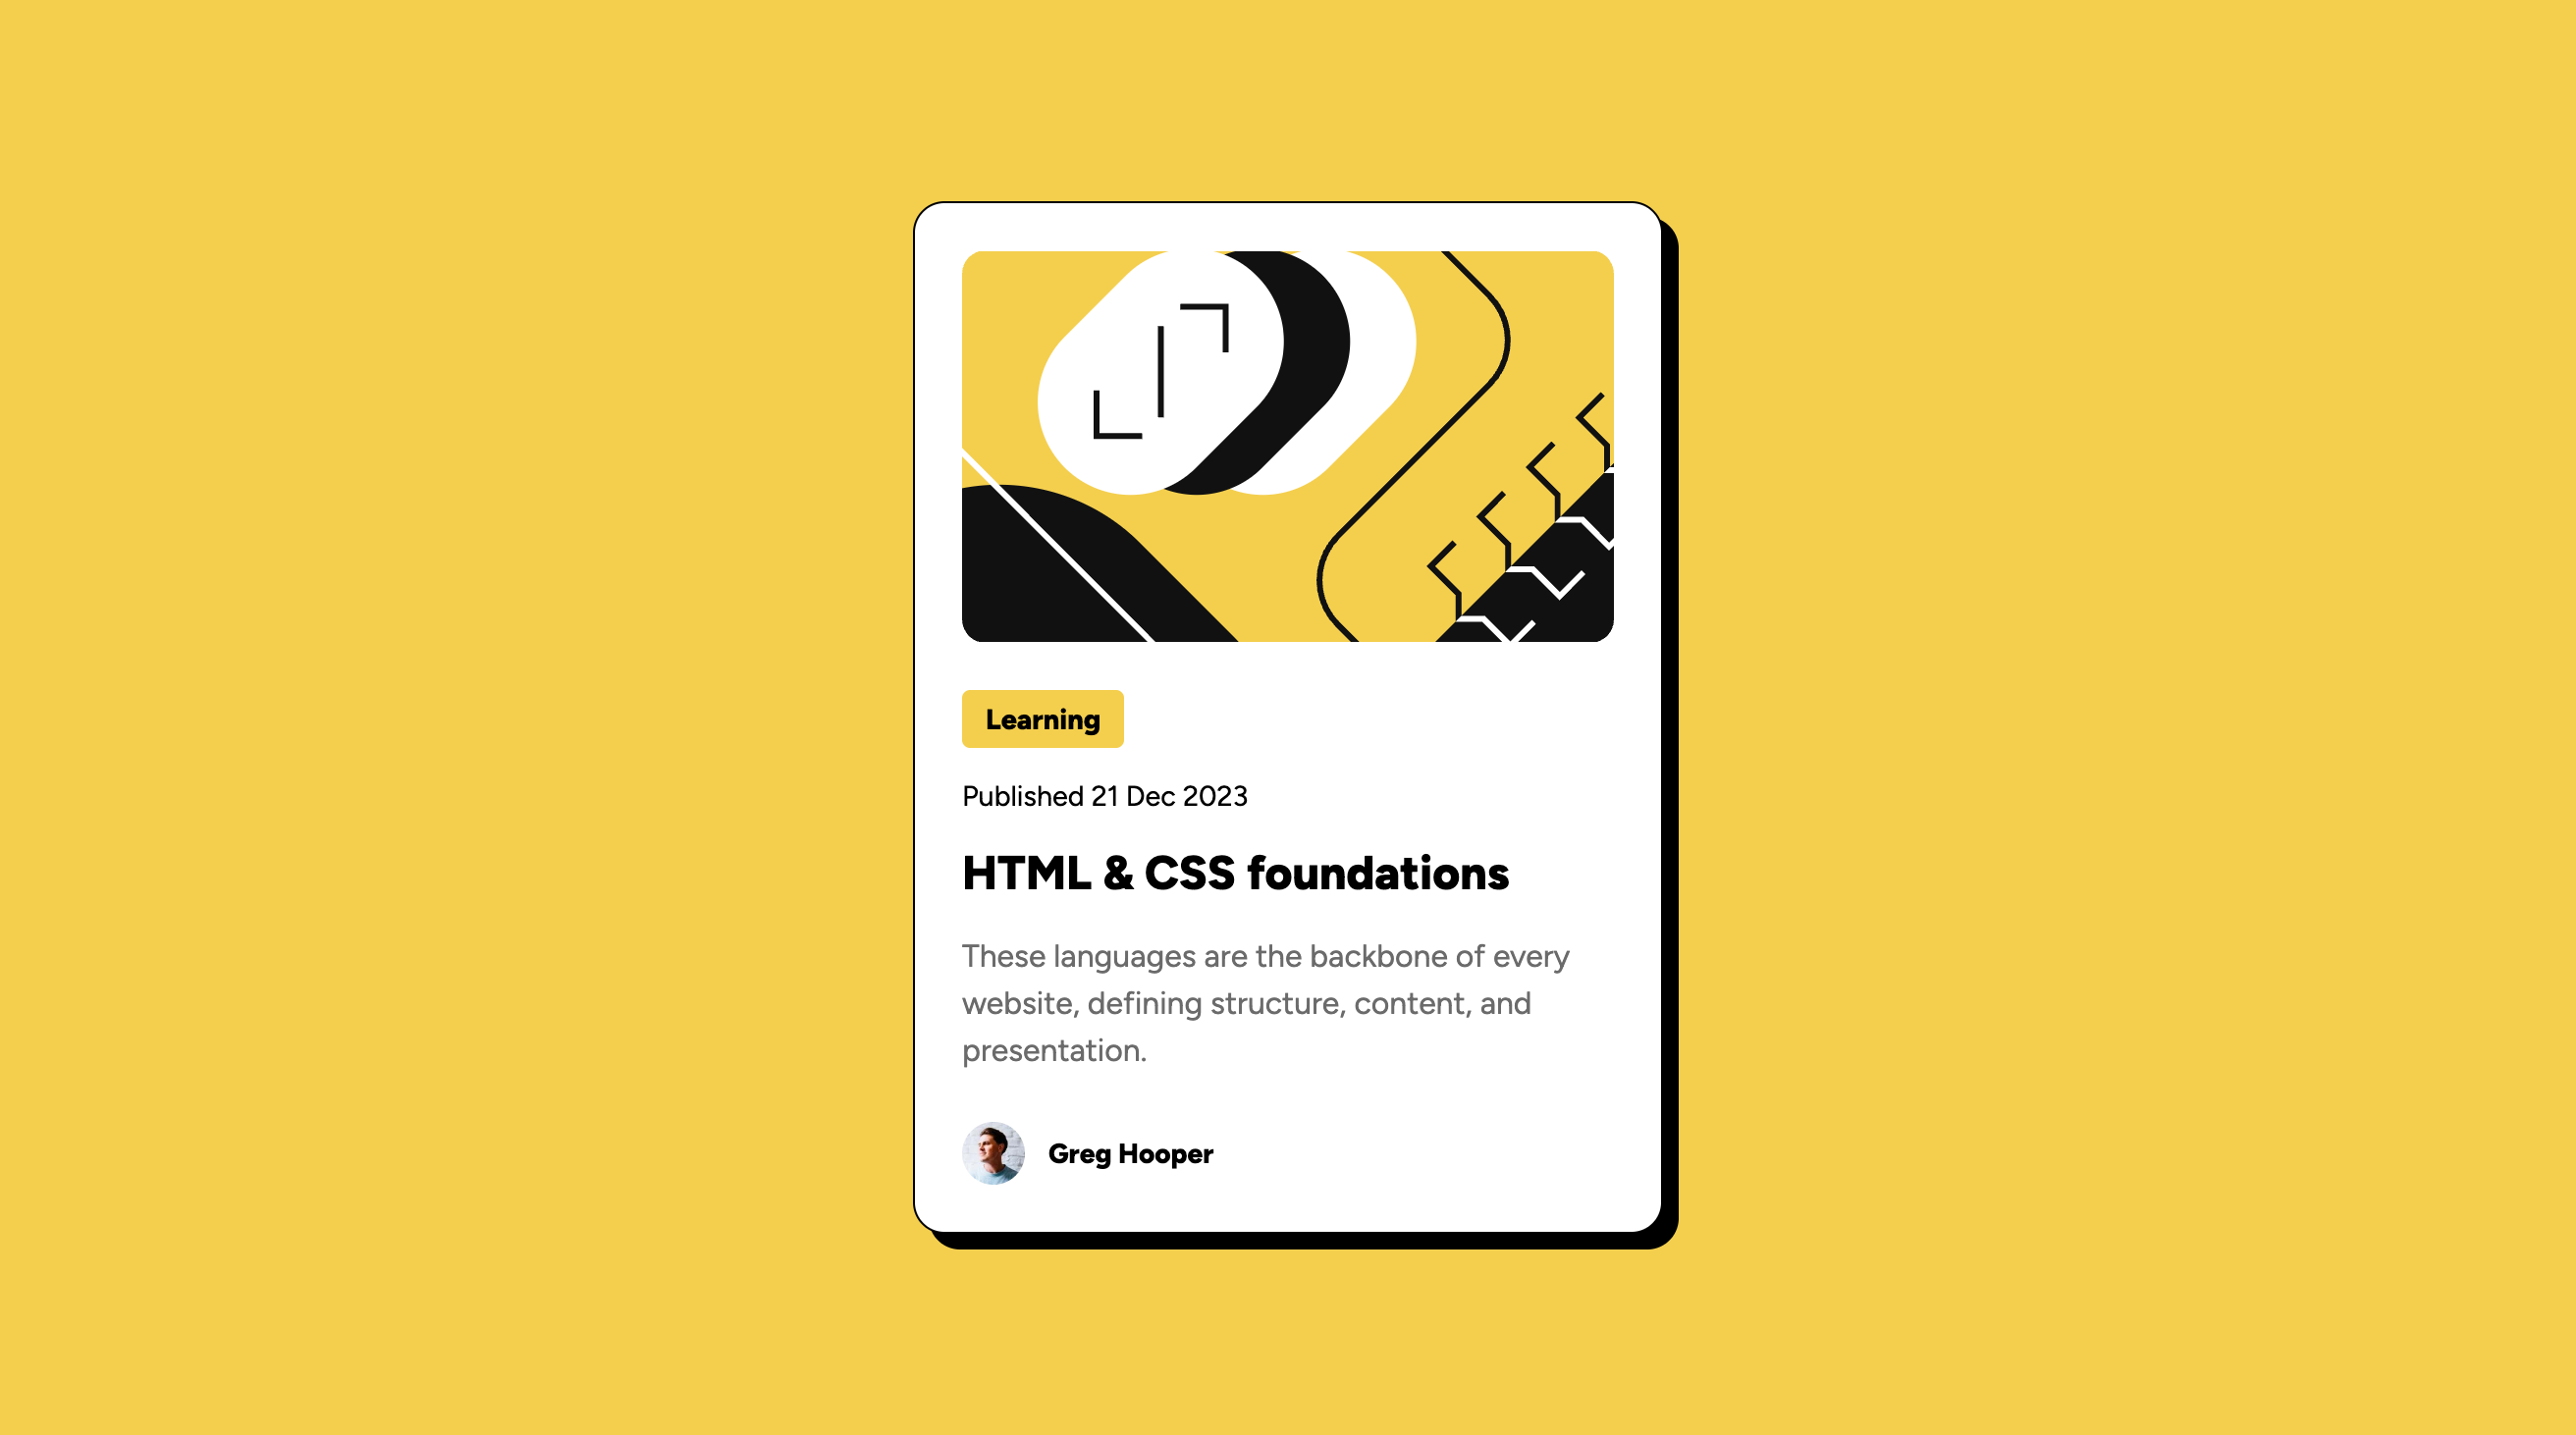 Learning
Published 21 Dec 2023
HTML & CSS foundations
These languages are the backbone of every
website, defining structure, content, and
presentation.
Greg Hooper